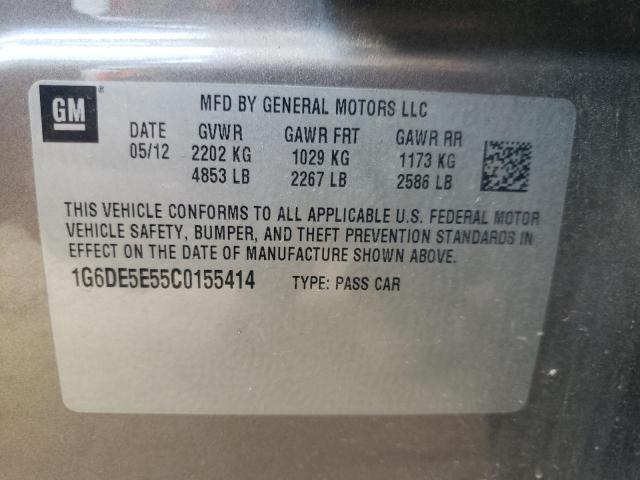 GM®
MFD BY GENERAL MOTORS LLC
DATE GVWR GAWR FRT GAWR RR
05/12 2202 KG 1029 KG 1173 KG
4853 LB 2267 LB 2586 LB
THIS VEHICLE CONFORMS TO ALL APPLICABLE U.S. FEDERAL MOTOR
VEHICLE SAFETY, BUMPER, AND THEFT PREVENTION STANDARDS IN
EFFECT ON THE DATE OF MANUFACTURE SHOWN ABOVE.
1G6DE5E55C0155414 TYPE: PASS CAR